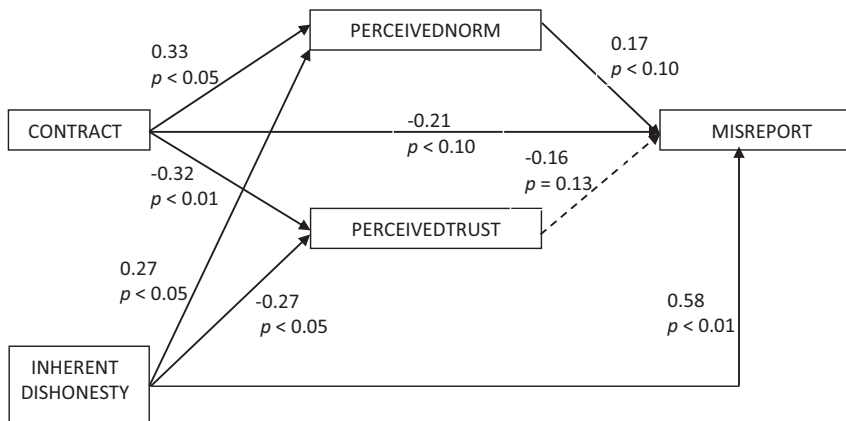 PERCEIVEDNORM
0.33
p < 0.05
0.17
p < 0.10
CONTRACT
-0.21
p < 0.10
MISREPORT
-0.32
p < 0.01
-0.16
p = 0.13
PERCEIVEDTRUST
0.27
p < 0.05
-0.27
p < 0.05
0.58
p < 0.01
INHERENT
DISHONESTY